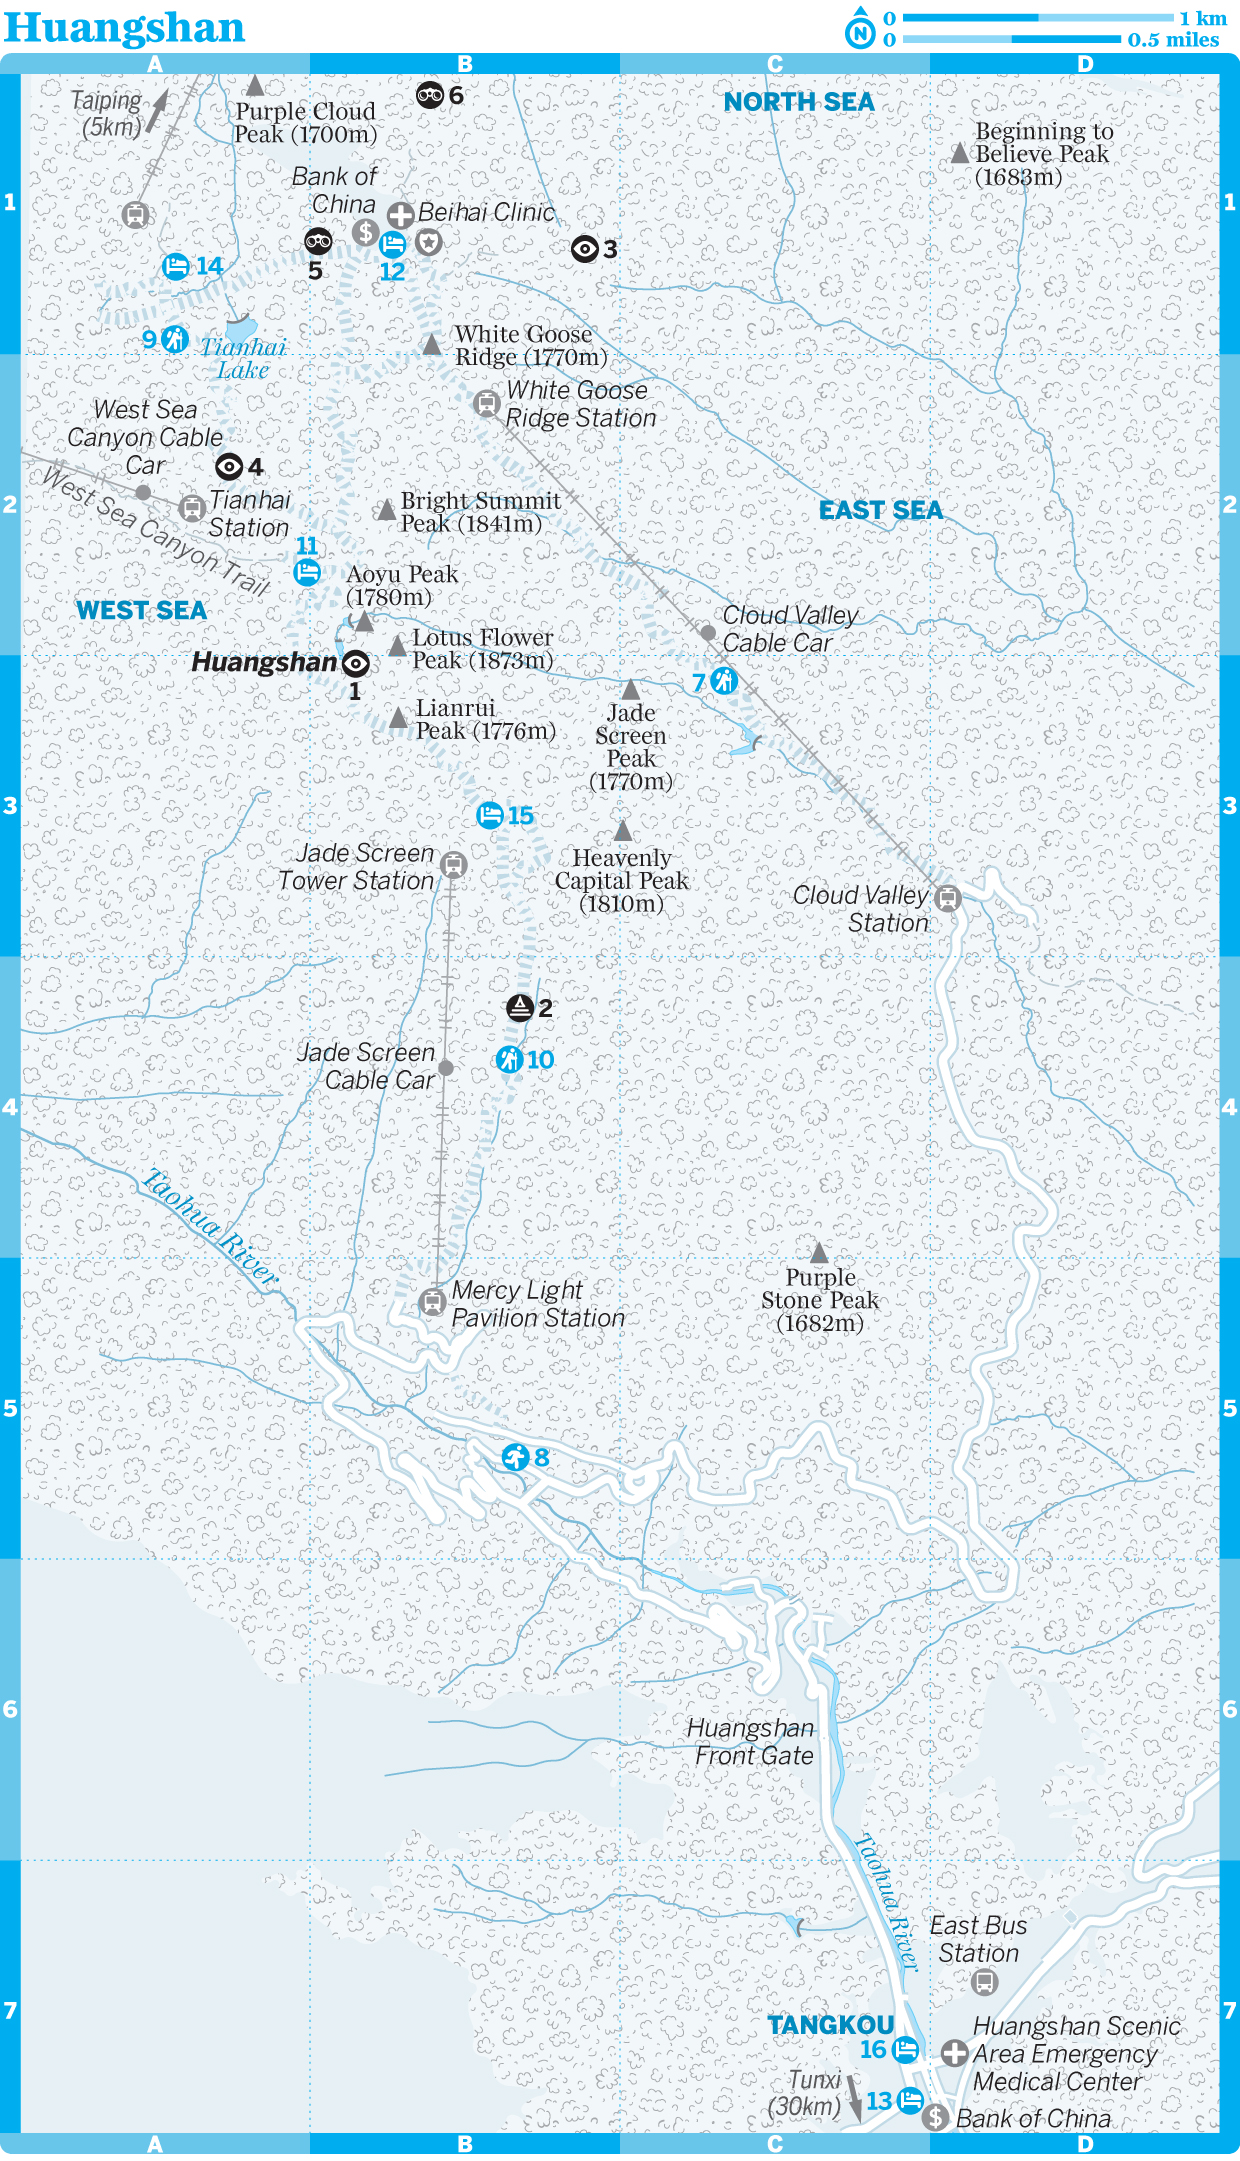 Huangshan
0 1 km
0 0.5 miles
N
A B C D
Taiping
(5km)
Purple Cloud
Peak (1700m)
6
NORTH SEA
Beginning to
Believe Peak
(1683m)
Bank of
China
$
Beihai Clinic
1 1
3
5
12
14
9
Tianhai
Lake
White Goose
Ridge (1770m)
White Goose
Ridge Station
West Sea
Canyon Cable
Car
4
Tianhai
Station
West Sea Canyon Trail
Bright Summit
Peak (1841m)
EAST SEA
2 2
11
Aoyu Peak
(1780m)
WEST SEA
Cloud Valley
Cable Car
Lotus Flower
Peak (1873m)
Huangshan
1
7
Lianrui
Peak (1776m)
Jade
Screen
Peak
(1770m)
3 3
15
Jade Screen
Tower Station
Heavenly
Capital Peak
(1810m)
Cloud Valley
Station
2
10
Jade Screen
Cable Car
4 4
Taohua River
Mercy Light
Pavilion Station
Purple
Stone Peak
(1682m)
5 5
8
6 6
Huangshan
Front Gate
Taohua River
East Bus
Station
7 7
TANGKOU
16
Huangshan Scenic
Area Emergency
Medical Center
Tunxi
(30km)
13
$
Bank of China
A B C D